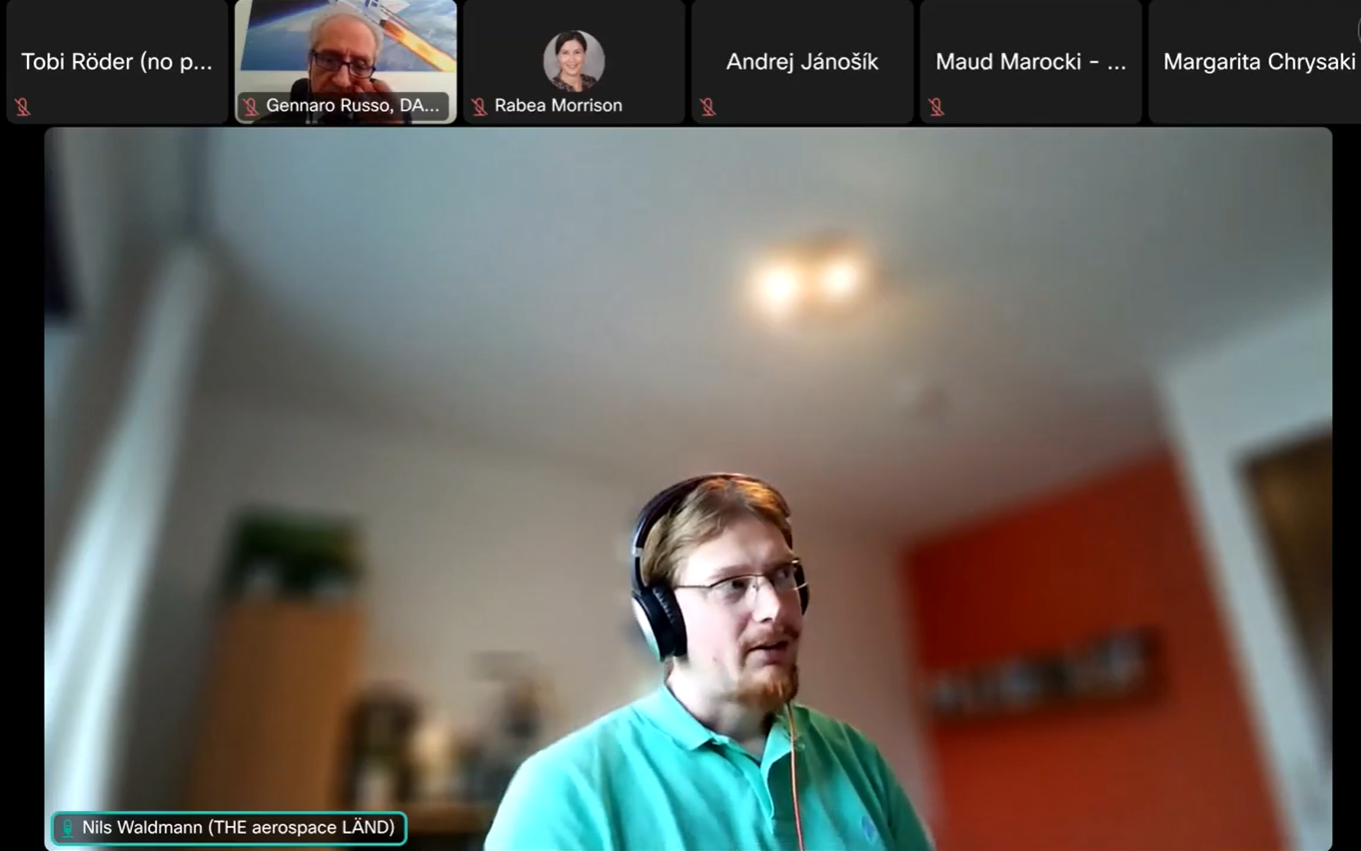 Tobi Röder (no p...
Gennaro Russo, DA...
Rabea Morrison
Andrej Jánošík
Maud Marocki - ...
Margarita Chrysaki
Nils Waldmann (THE aerospace LÄND)